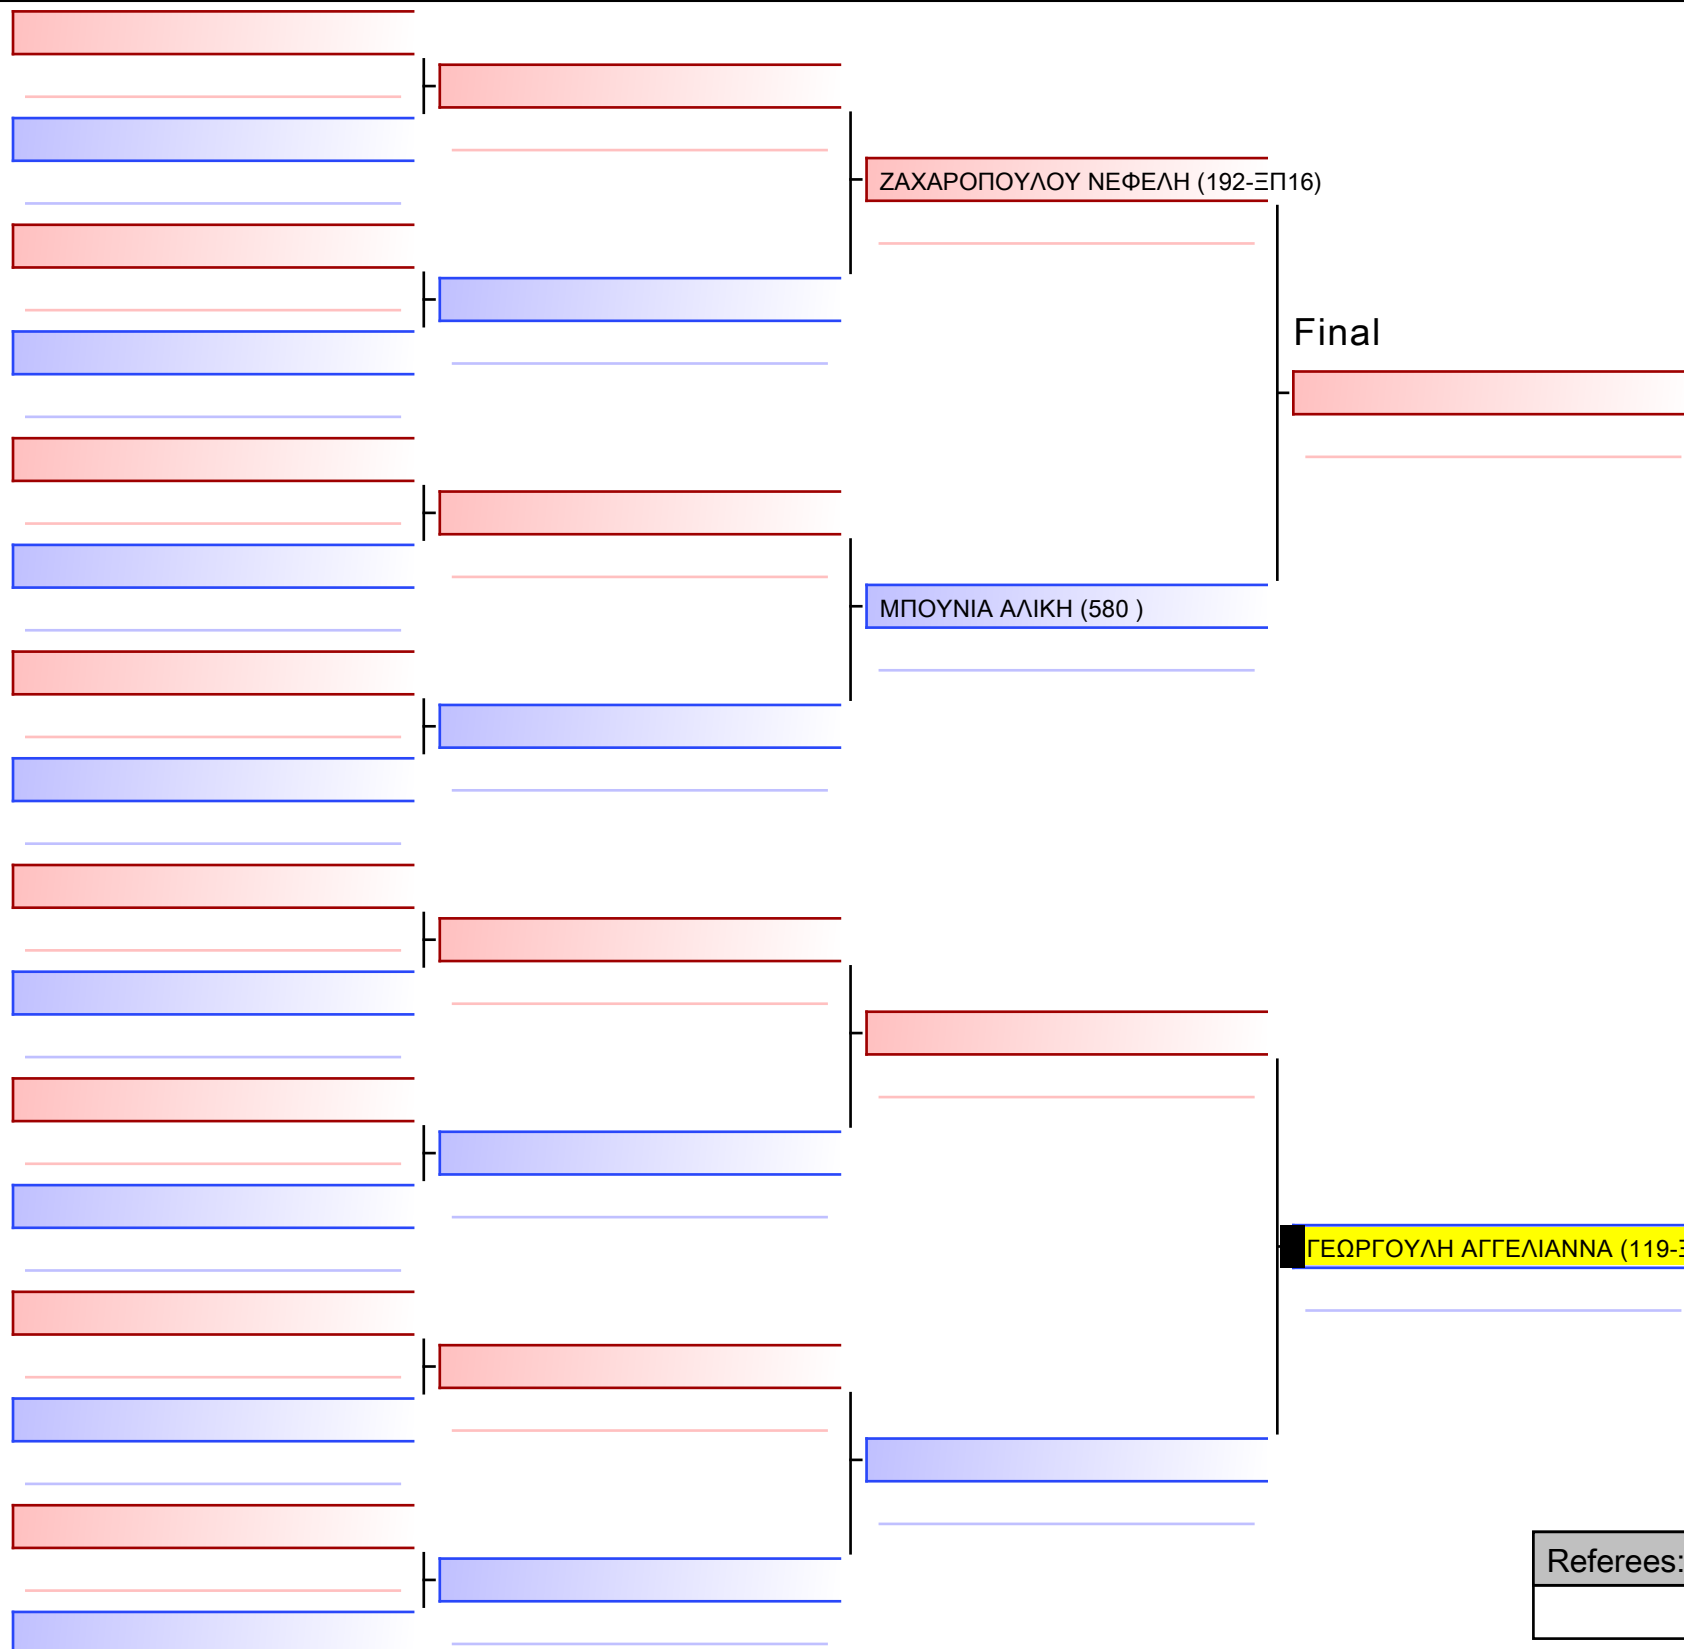 ΖΑΧΑΡΟΠΟΥΛΟΥ ΝΕΦΕΛΗ (192-ΞΠ16)
Final
ΜΠΟΥΝΙΑ ΑΛΙΚΗ (580 )
ΓΕΩΡΓΟΥΛΗ ΑΓΓΕΛΙΑΝΝΑ (119-Ξ
Referees: